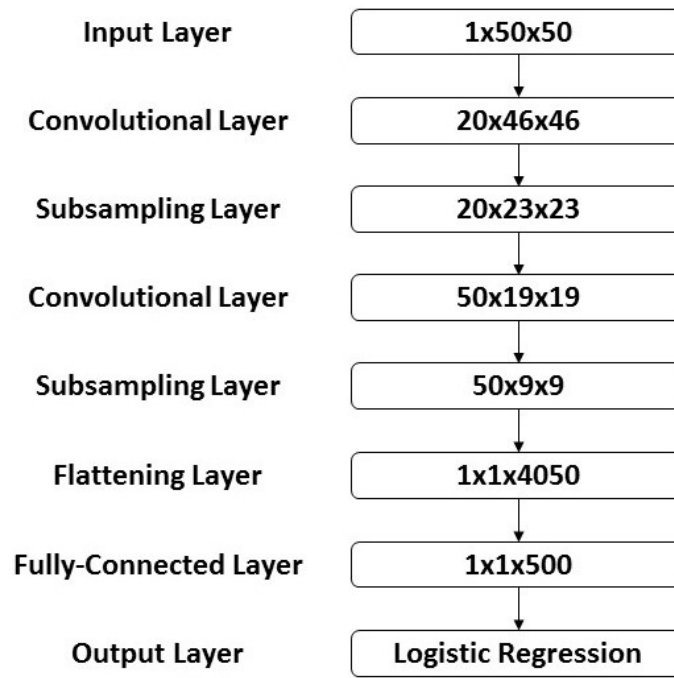 Input Layer 1x50x50
Convolutional Layer 20x46x46
Subsampling Layer 20x23x23
Convolutional Layer 50x19x19
Subsampling Layer 50x9x9
Flattening Layer 1x1x4050
Fully-Connected Layer 1x1x500
Output Layer Logistic Regression